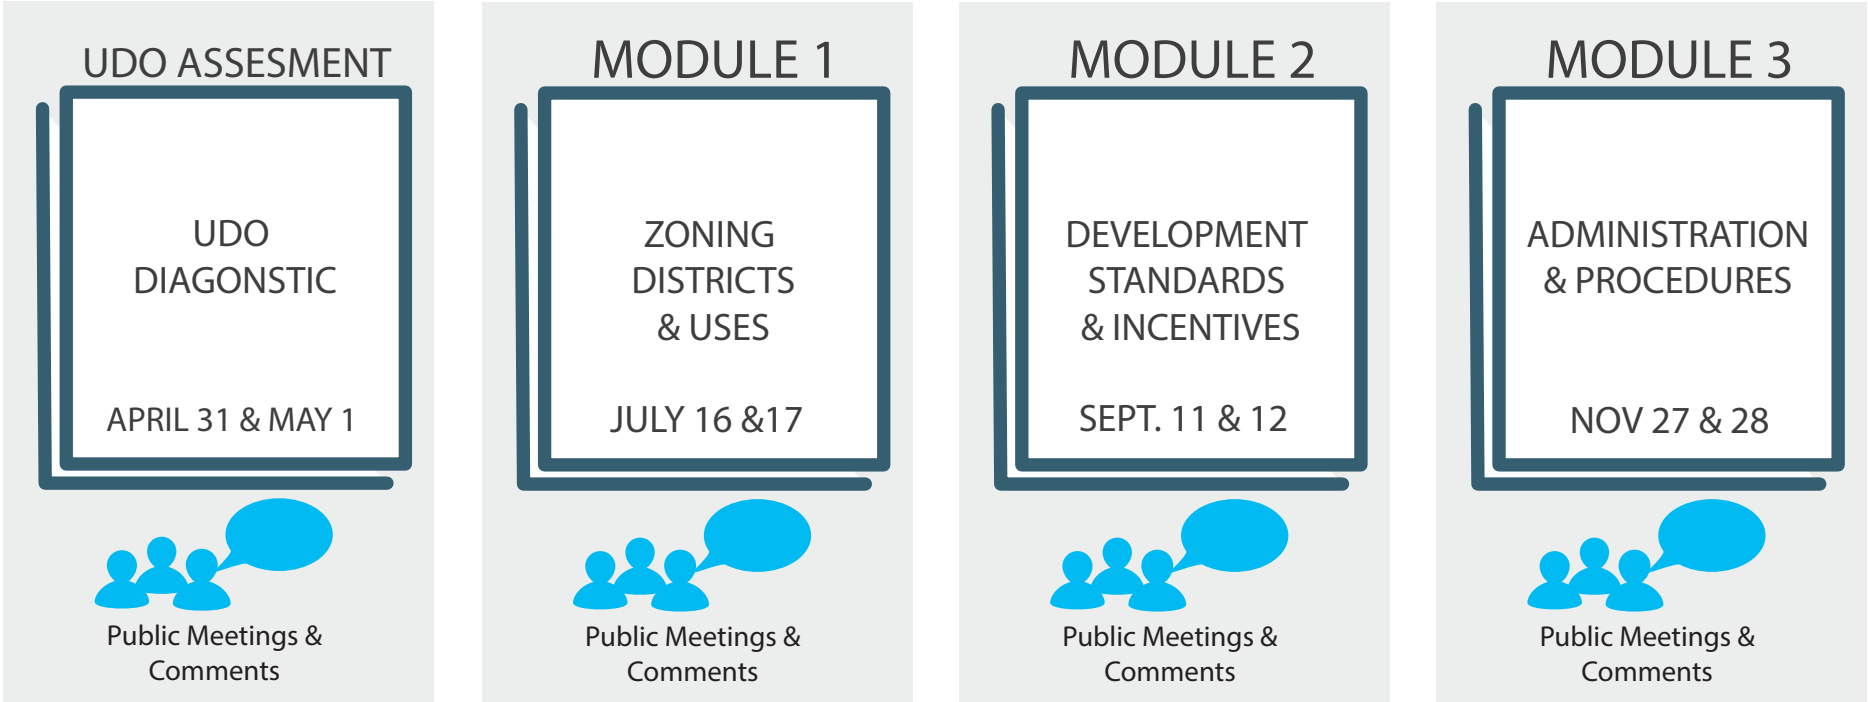 UDO ASSESMENT
UDO
DIAGONSTIC
APRIL 31 & MAY 1
Public Meetings &
Comments
MODULE 1
ZONING
DISTRICTS
& USES
JULY 16 &17
Public Meetings &
Comments
MODULE 2
DEVELOPMENT
STANDARDS
& INCENTIVES
SEPT. 11 & 12
Public Meetings &
Comments
MODULE 3
ADMINISTRATION
& PROCEDURES
NOV 27 & 28
Public Meetings &
Comments